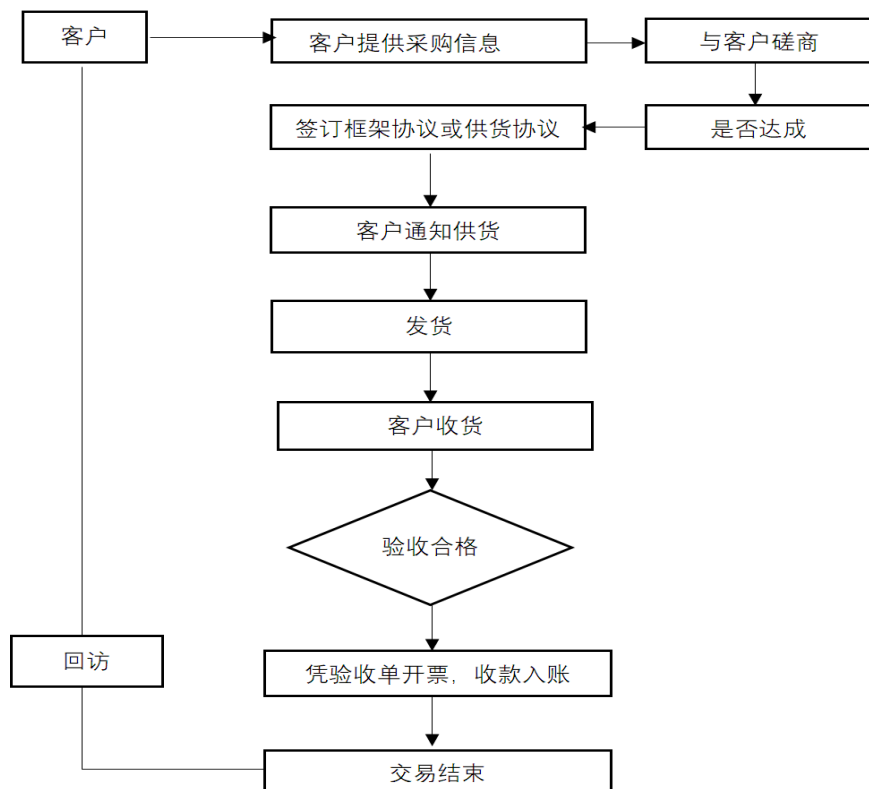 客户
客户提供采购信息
与客户磋商
签订框架协议或供货协议
是否达成
客户通知供货
发货
客户收货
验收合格
回访
凭验收单开票，收款入账
交易结束